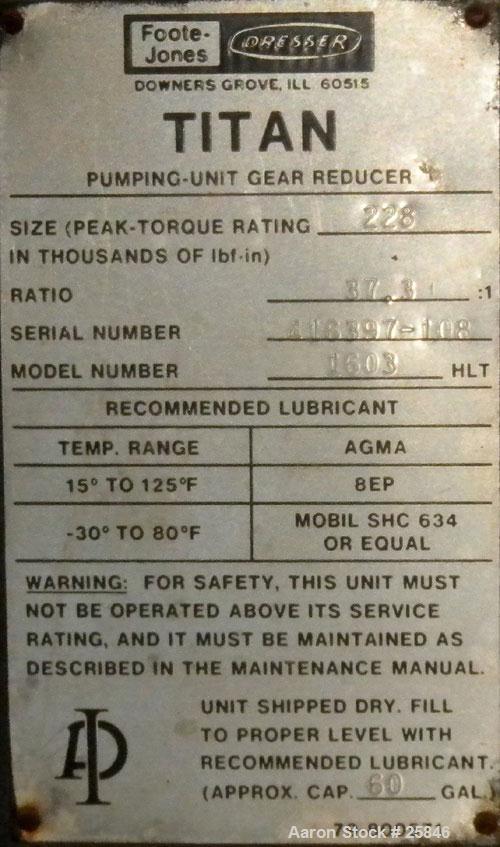 Foote-
Jones
DRESSER
DOWNERS GROVE, ILL 60515
TITAN
PUMPING-UNIT GEAR REDUCER
SIZE (PEAK-TORQUE RATING 228
IN THOUSANDS OF lbf-in)
RATIO 37.3 :1
SERIAL NUMBER 416397-108
MODEL NUMBER 1603 HLT
RECOMMENDED LUBRICANT
TEMP. RANGE AGMA
15° TO 125°F 8EP
-30° TO 80°F MOBIL SHC 634
OR EQUAL
WARNING: FOR SAFETY, THIS UNIT MUST
NOT BE OPERATED ABOVE ITS SERVICE
RATING, AND IT MUST BE MAINTAINED AS
DESCRIBED IN THE MAINTENANCE MANUAL.
API
UNIT SHIPPED DRY. FILL
TO PROPER LEVEL WITH
RECOMMENDED LUBRICANT.
(APPROX. CAP. 60 GAL.)
Aaron Stock # 25846